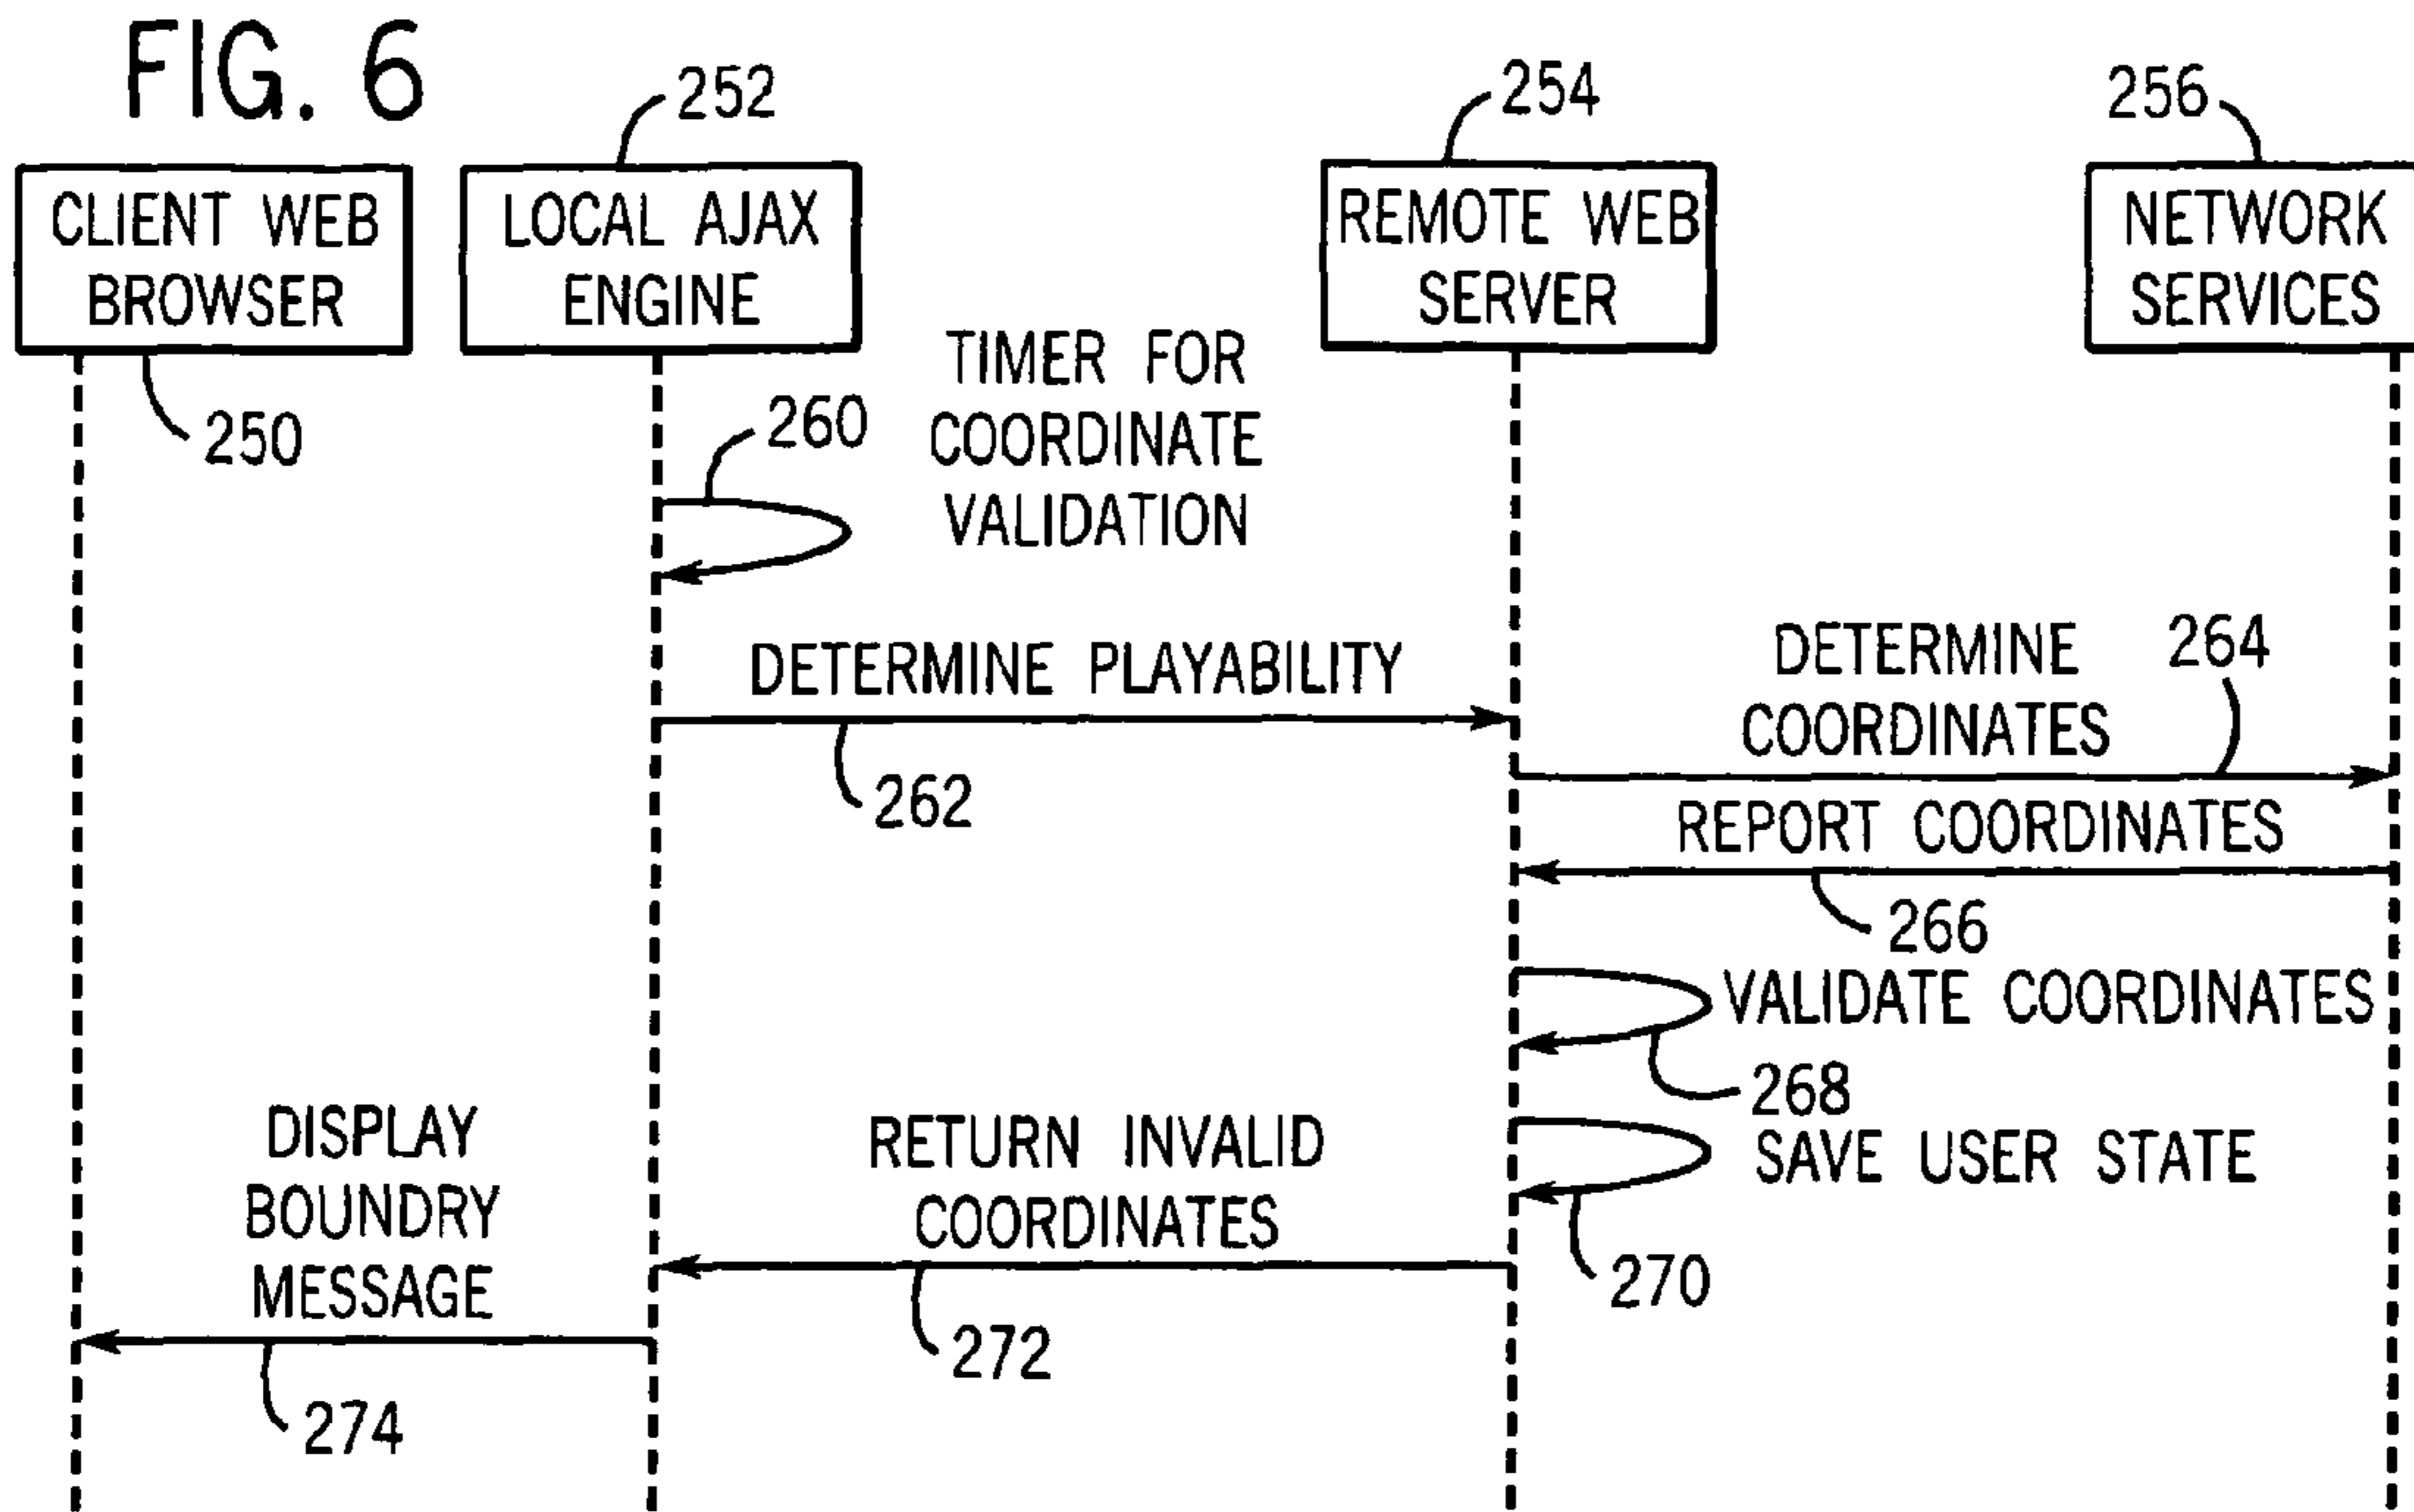 FIG. 6
252
254
256
CLIENT WEB
BROWSER
LOCAL AJAX
ENGINE
REMOTE WEB
SERVER
NETWORK
SERVICES
250
260
TIMER FOR
COORDINATE
VALIDATION
DETERMINE PLAYABILITY
262
DETERMINE
COORDINATES
264
REPORT COORDINATES
266
VALIDATE COORDINATES
268
SAVE USER STATE
270
RETURN INVALID
COORDINATES
272
DISPLAY
BOUNDRY
MESSAGE
274